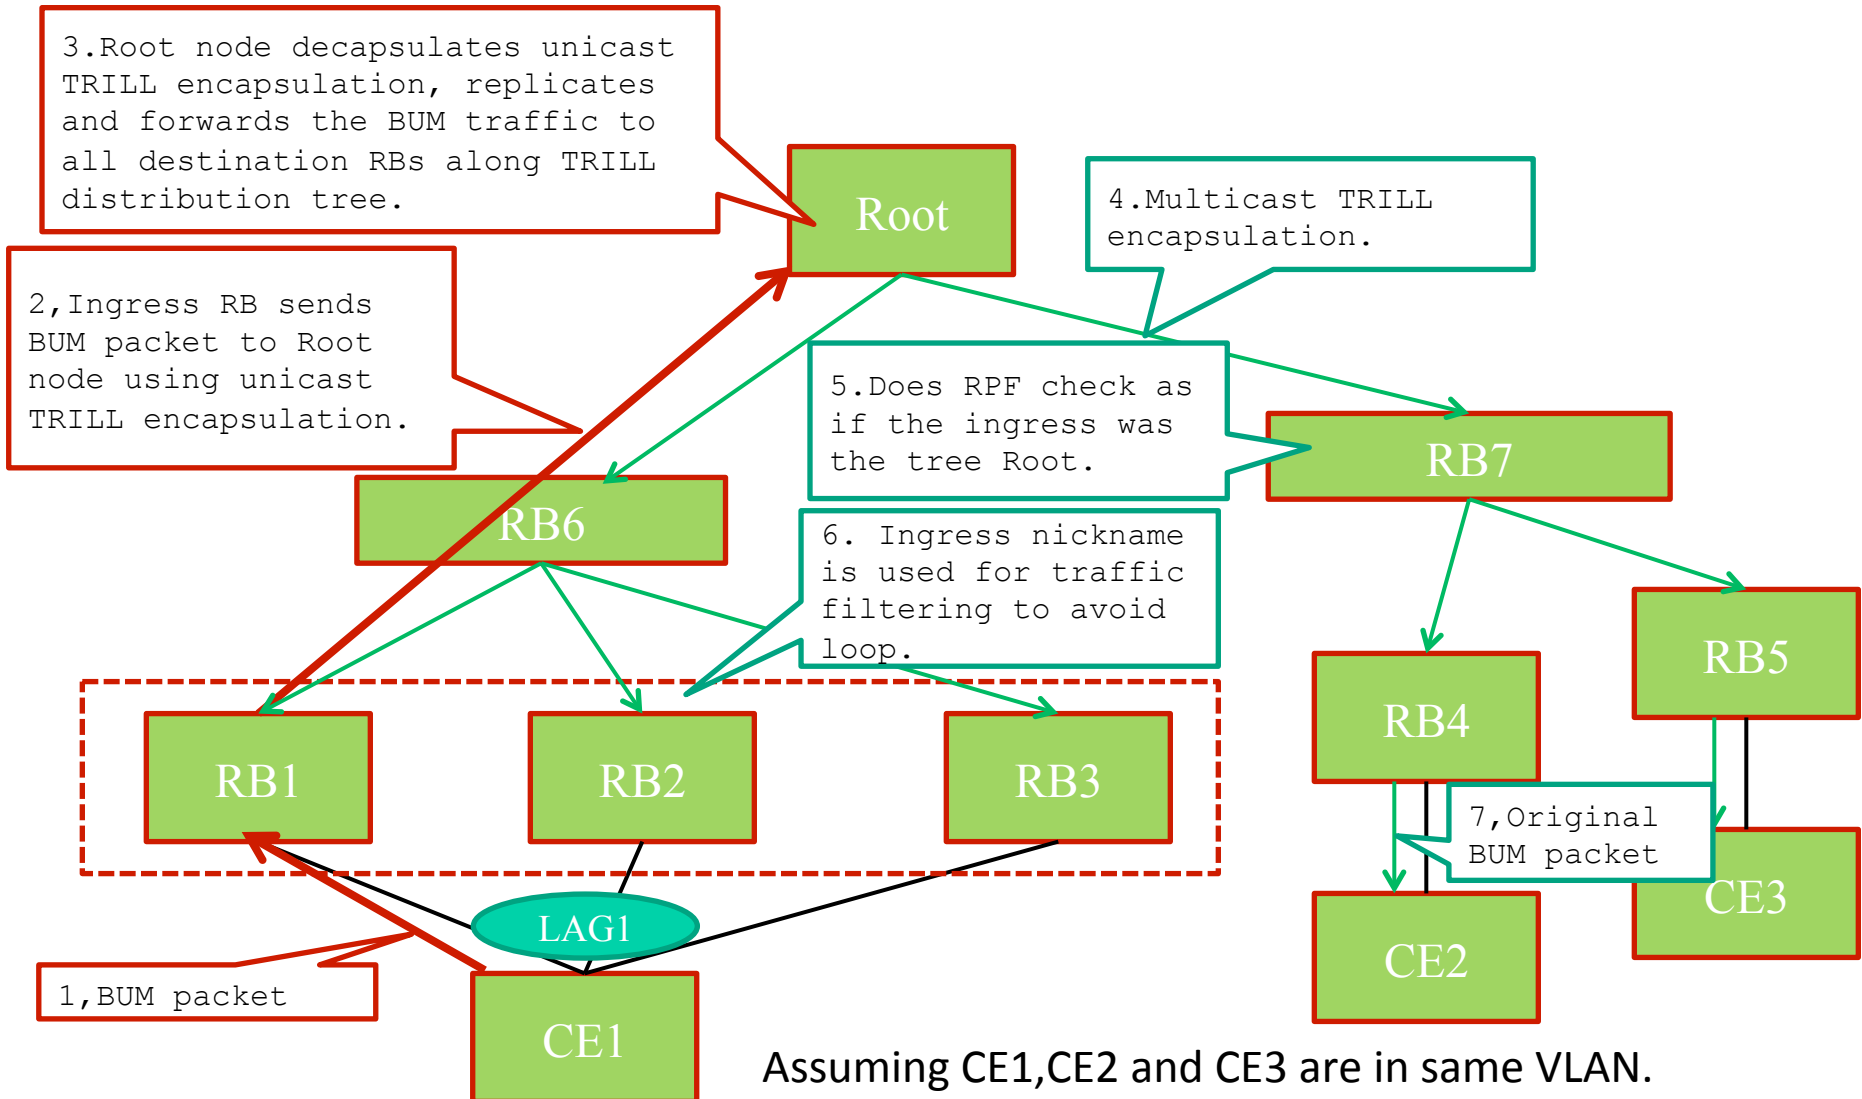 3.Root node decapsulates unicast
TRILL encapsulation, replicates
and forwards the BUM traffic to
all destination RBs along TRILL
distribution tree.
Root
4.Multicast TRILL
encapsulation.
2,Ingress RB sends
BUM packet to Root
node using unicast
TRILL encapsulation.
5.Does RPF check as
if the ingress was
the tree Root.
RB7
RB6
6. Ingress nickname
is used for traffic
filtering to avoid
loop.
RB5
RB4
RB1
RB2
RB3
7,Original
BUM packet
CE3
LAG1
CE2
1,BUM packet
CE1
Assuming CE1,CE2 and CE3 are in same VLAN.